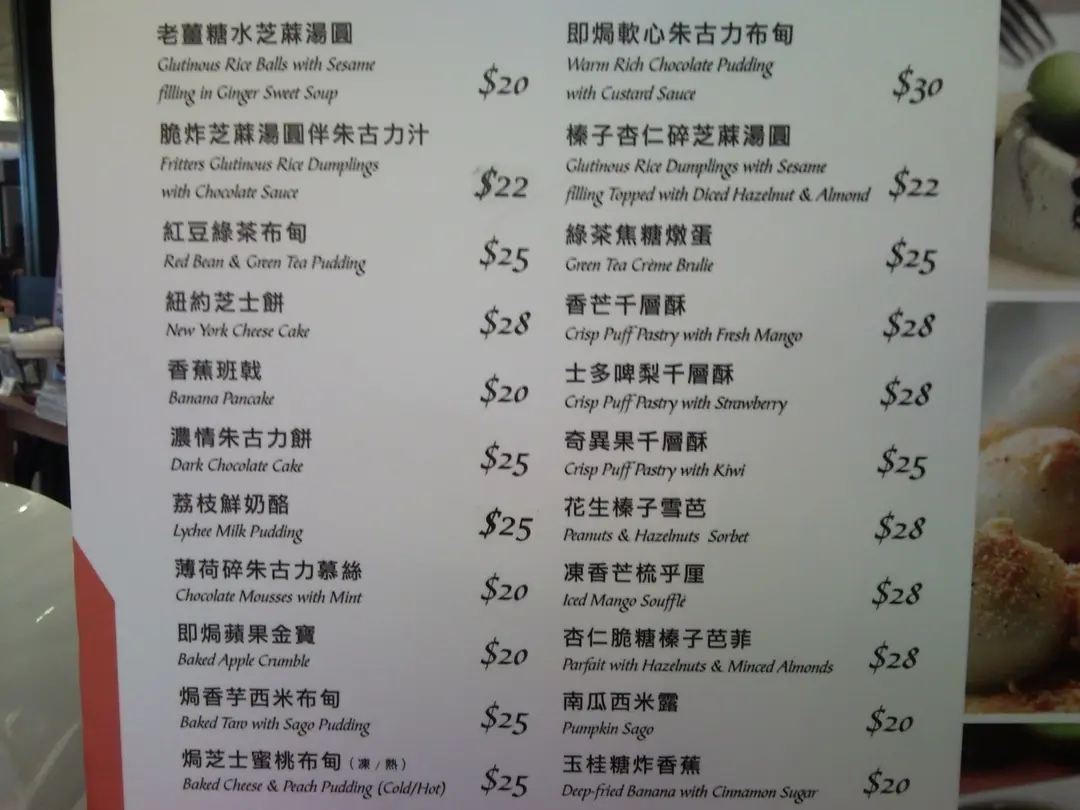 老薑糖水芝蔴湯圓
Glutinous Rice Balls with Sesame
filling in Ginger Sweet Soup $20
脆炸芝蔴湯圓伴朱古力汁
Fritters Glutinous Rice Dumplings
with Chocolate Sauce $22
紅豆綠茶布甸
Red Bean & Green Tea Pudding $25
紐約芝士餅
New York Cheese Cake $28
香蕉班戟
Banana Pancake $20
濃情朱古力餅
Dark Chocolate Cake $25
荔枝鮮奶酪
Lychee Milk Pudding $25
薄荷碎朱古力慕絲
Chocolate Mousses with Mint $20
即焗蘋果金寶
Baked Apple Crumble $20
焗香芋西米布甸
Baked Taro with Sago Pudding $25
焗芝士蜜桃布甸(凍/熱)
Baked Cheese & Peach Pudding (Cold/Hot) $25
即焗軟心朱古力布甸
Warm Rich Chocolate Pudding
with Custard Sauce $30
榛子杏仁碎芝蔴湯圓
Glutinous Rice Dumplings with Sesame
filling Topped with Diced Hazelnut & Almond $22
綠茶焦糖燉蛋
Green Tea Crème Brulie $25
香芒千層酥
Crisp Puff Pastry with Fresh Mango $28
士多啤梨千層酥
Crisp Puff Pastry with Strawberry $28
奇異果千層酥
Crisp Puff Pastry with Kiwi $25
花生榛子雪芭
Peanuts & Hazelnuts Sorbet $28
凍香芒梳乎厘
Iced Mango Soufflé $28
杏仁脆糖榛子芭菲
Parfait with Hazelnuts & Minced Almonds $28
南瓜西米露
Pumpkin Sago $20
玉桂糖炸香蕉
Deep-fried Banana with Cinnamon Sugar $20